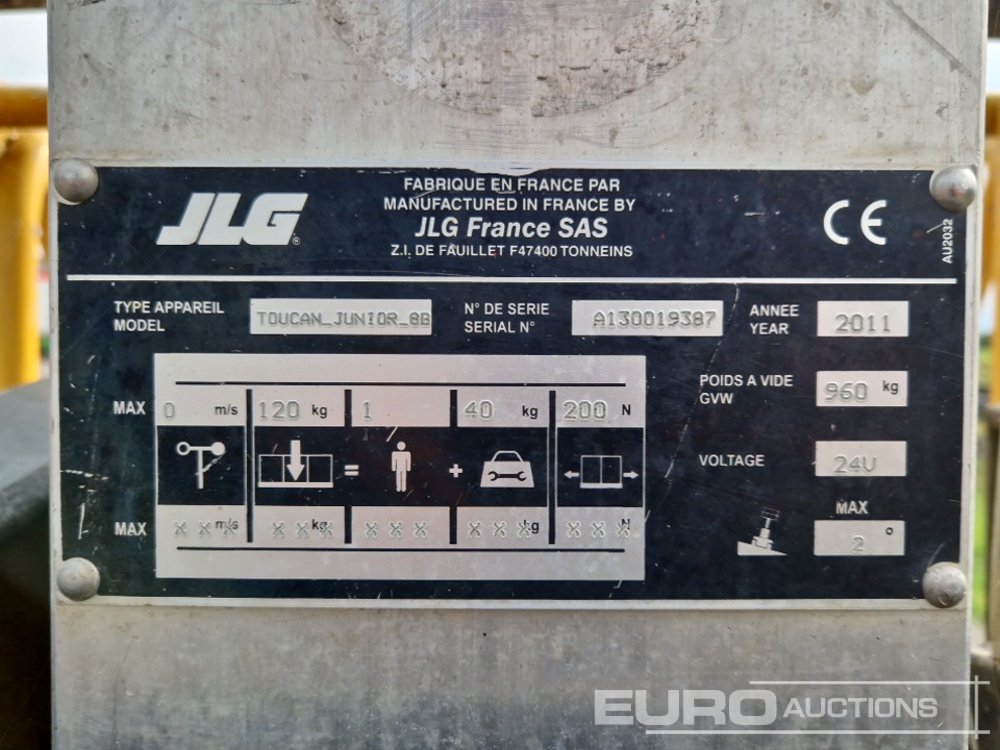 JLG®
FABRIQUE EN FRANCE PAR
MANUFACTURED IN FRANCE BY
JLG France SAS
Z.I. DE FAUILLET F47400 TONNEINS
CE
AU2032
TYPE APPAREIL
MODEL
TOUCAN_JUNIOR_8B
N° DE SERIE
SERIAL N°
A130019387
ANNEE
YEAR
2011
MAX 0 m/s 120 kg 1 40 kg 200 N
= +
MAX X X X m/s X X X kg X X X X X X kg X X X N
POIDS A VIDE
GVW
960 kg
VOLTAGE
24V
MAX
2 °
EURO AUCTIONS